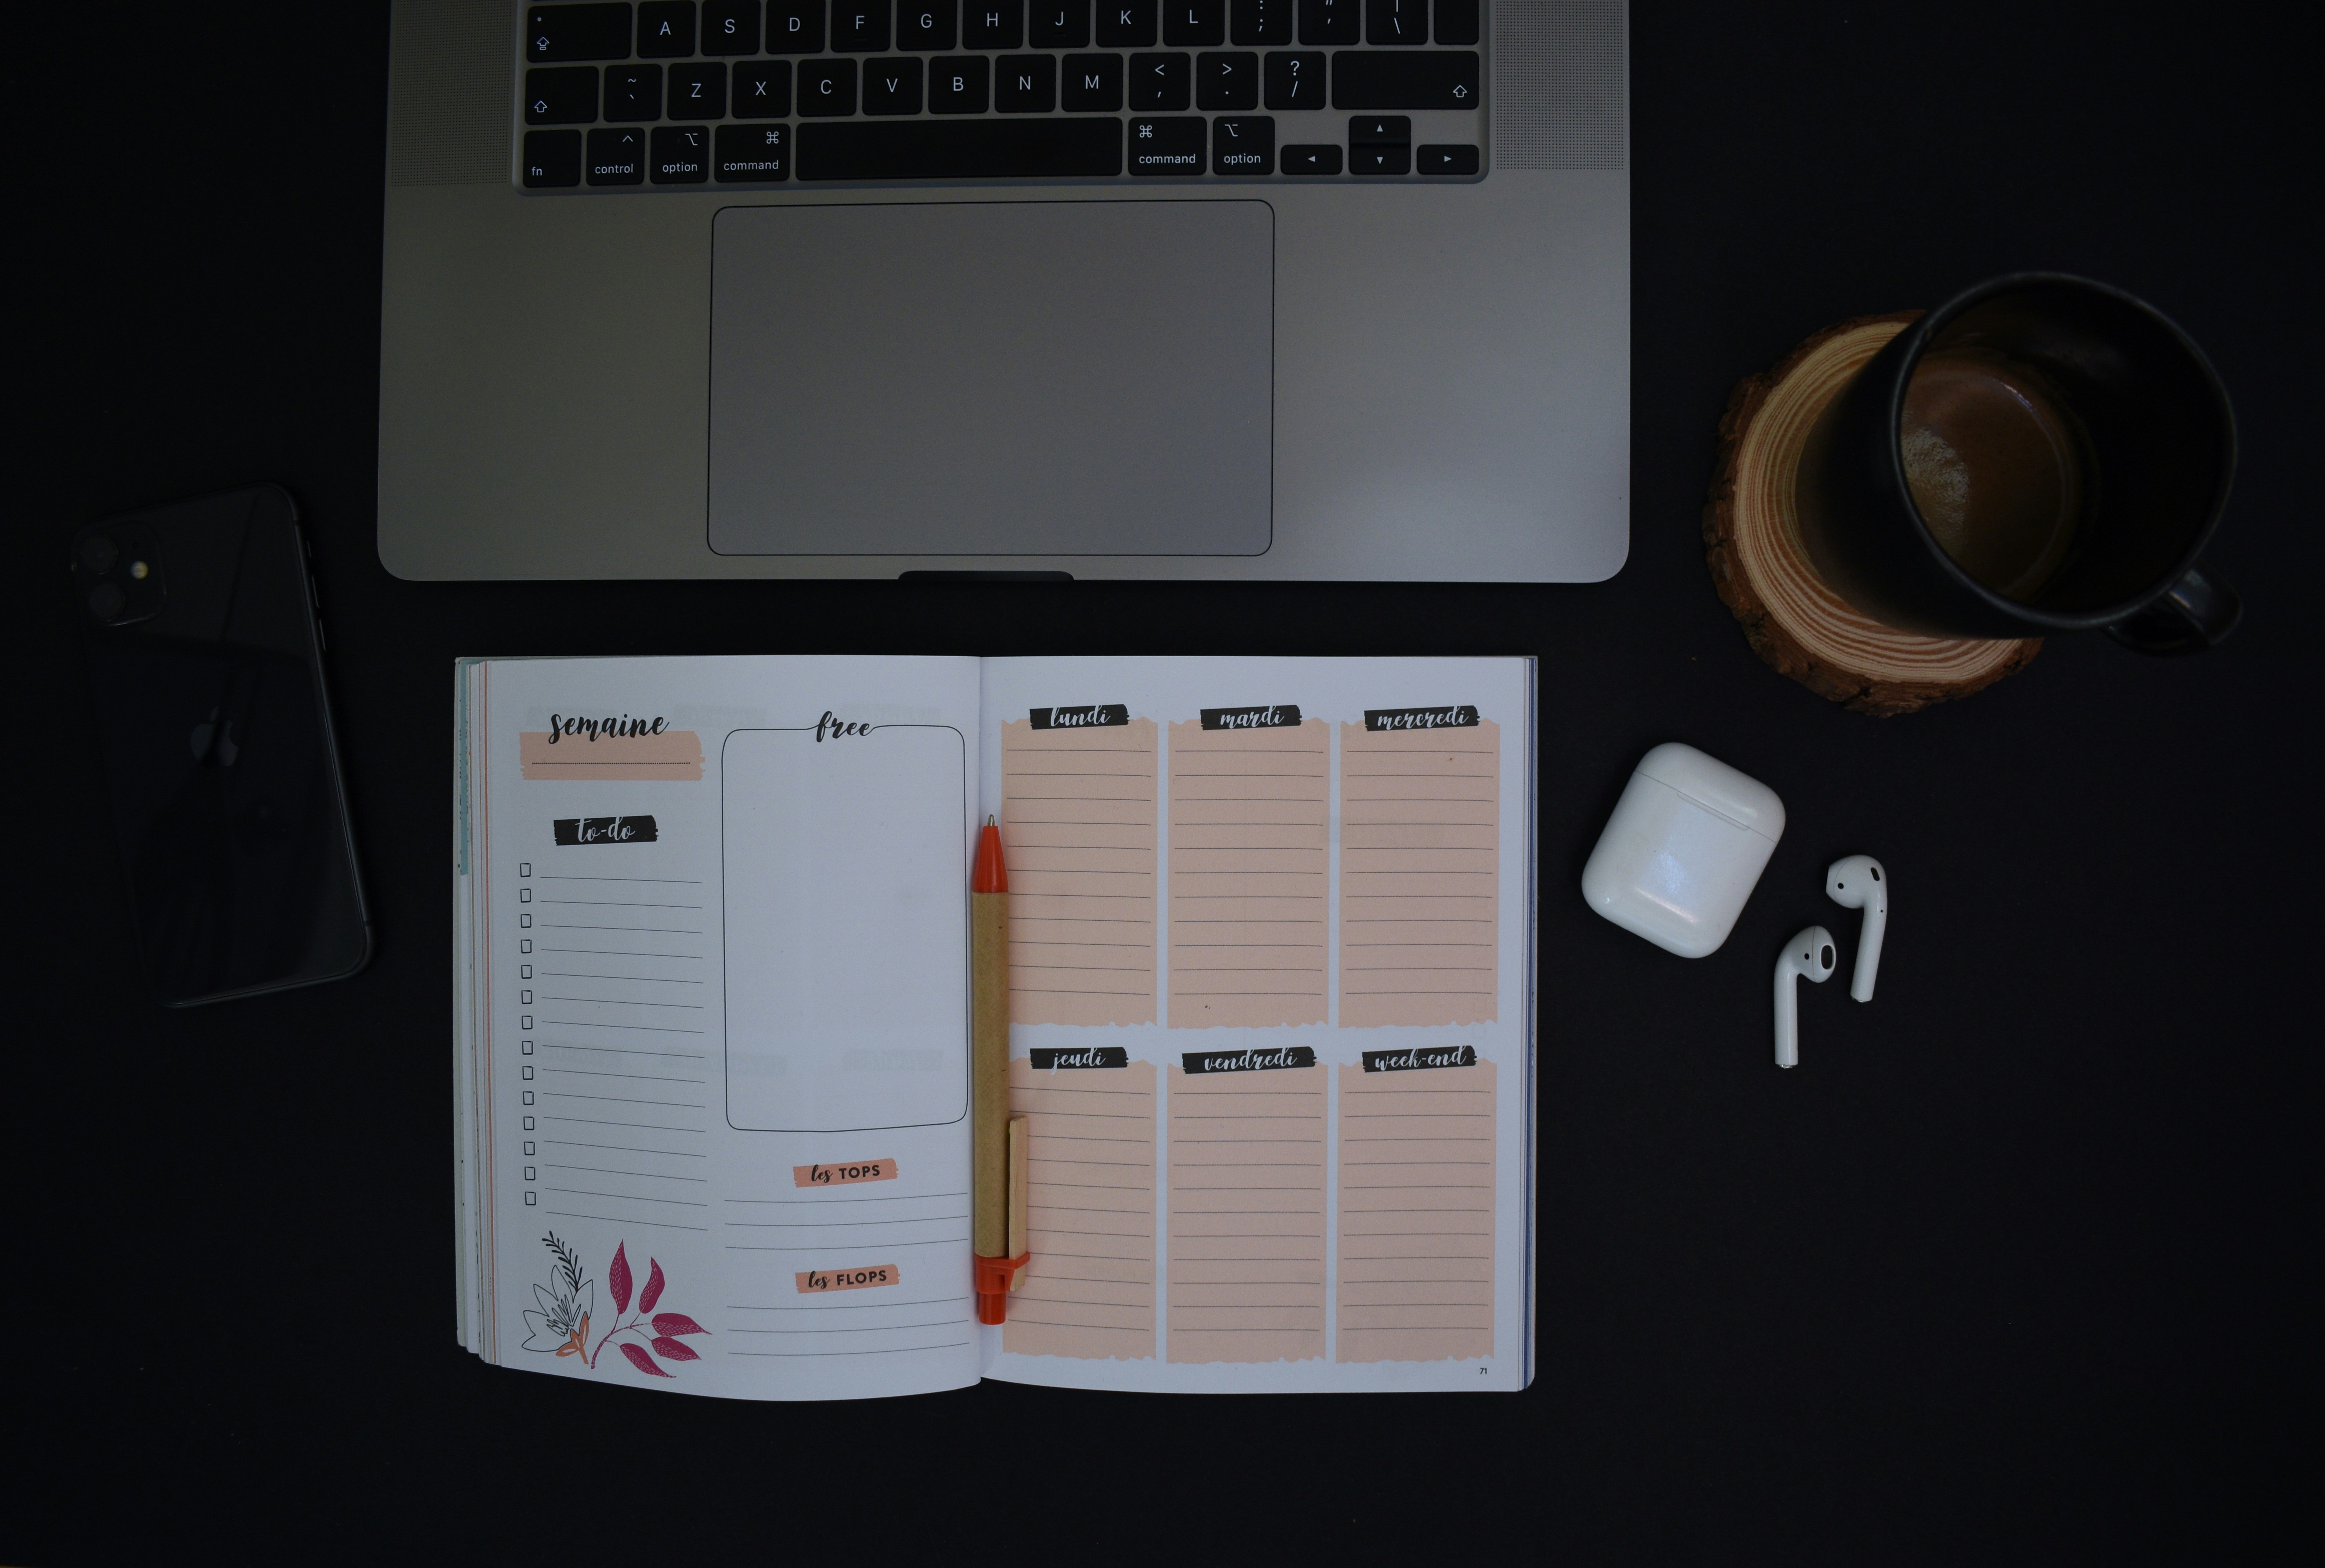 * A S D F G H J K L : ; " ' | \
~ ` Z X C V B N M < , > . ? /
fn control option command command option
semaine
free
to-do
les TOPS
les FLOPS
lundi mardi mercredi
jeudi vendredi week-end
71